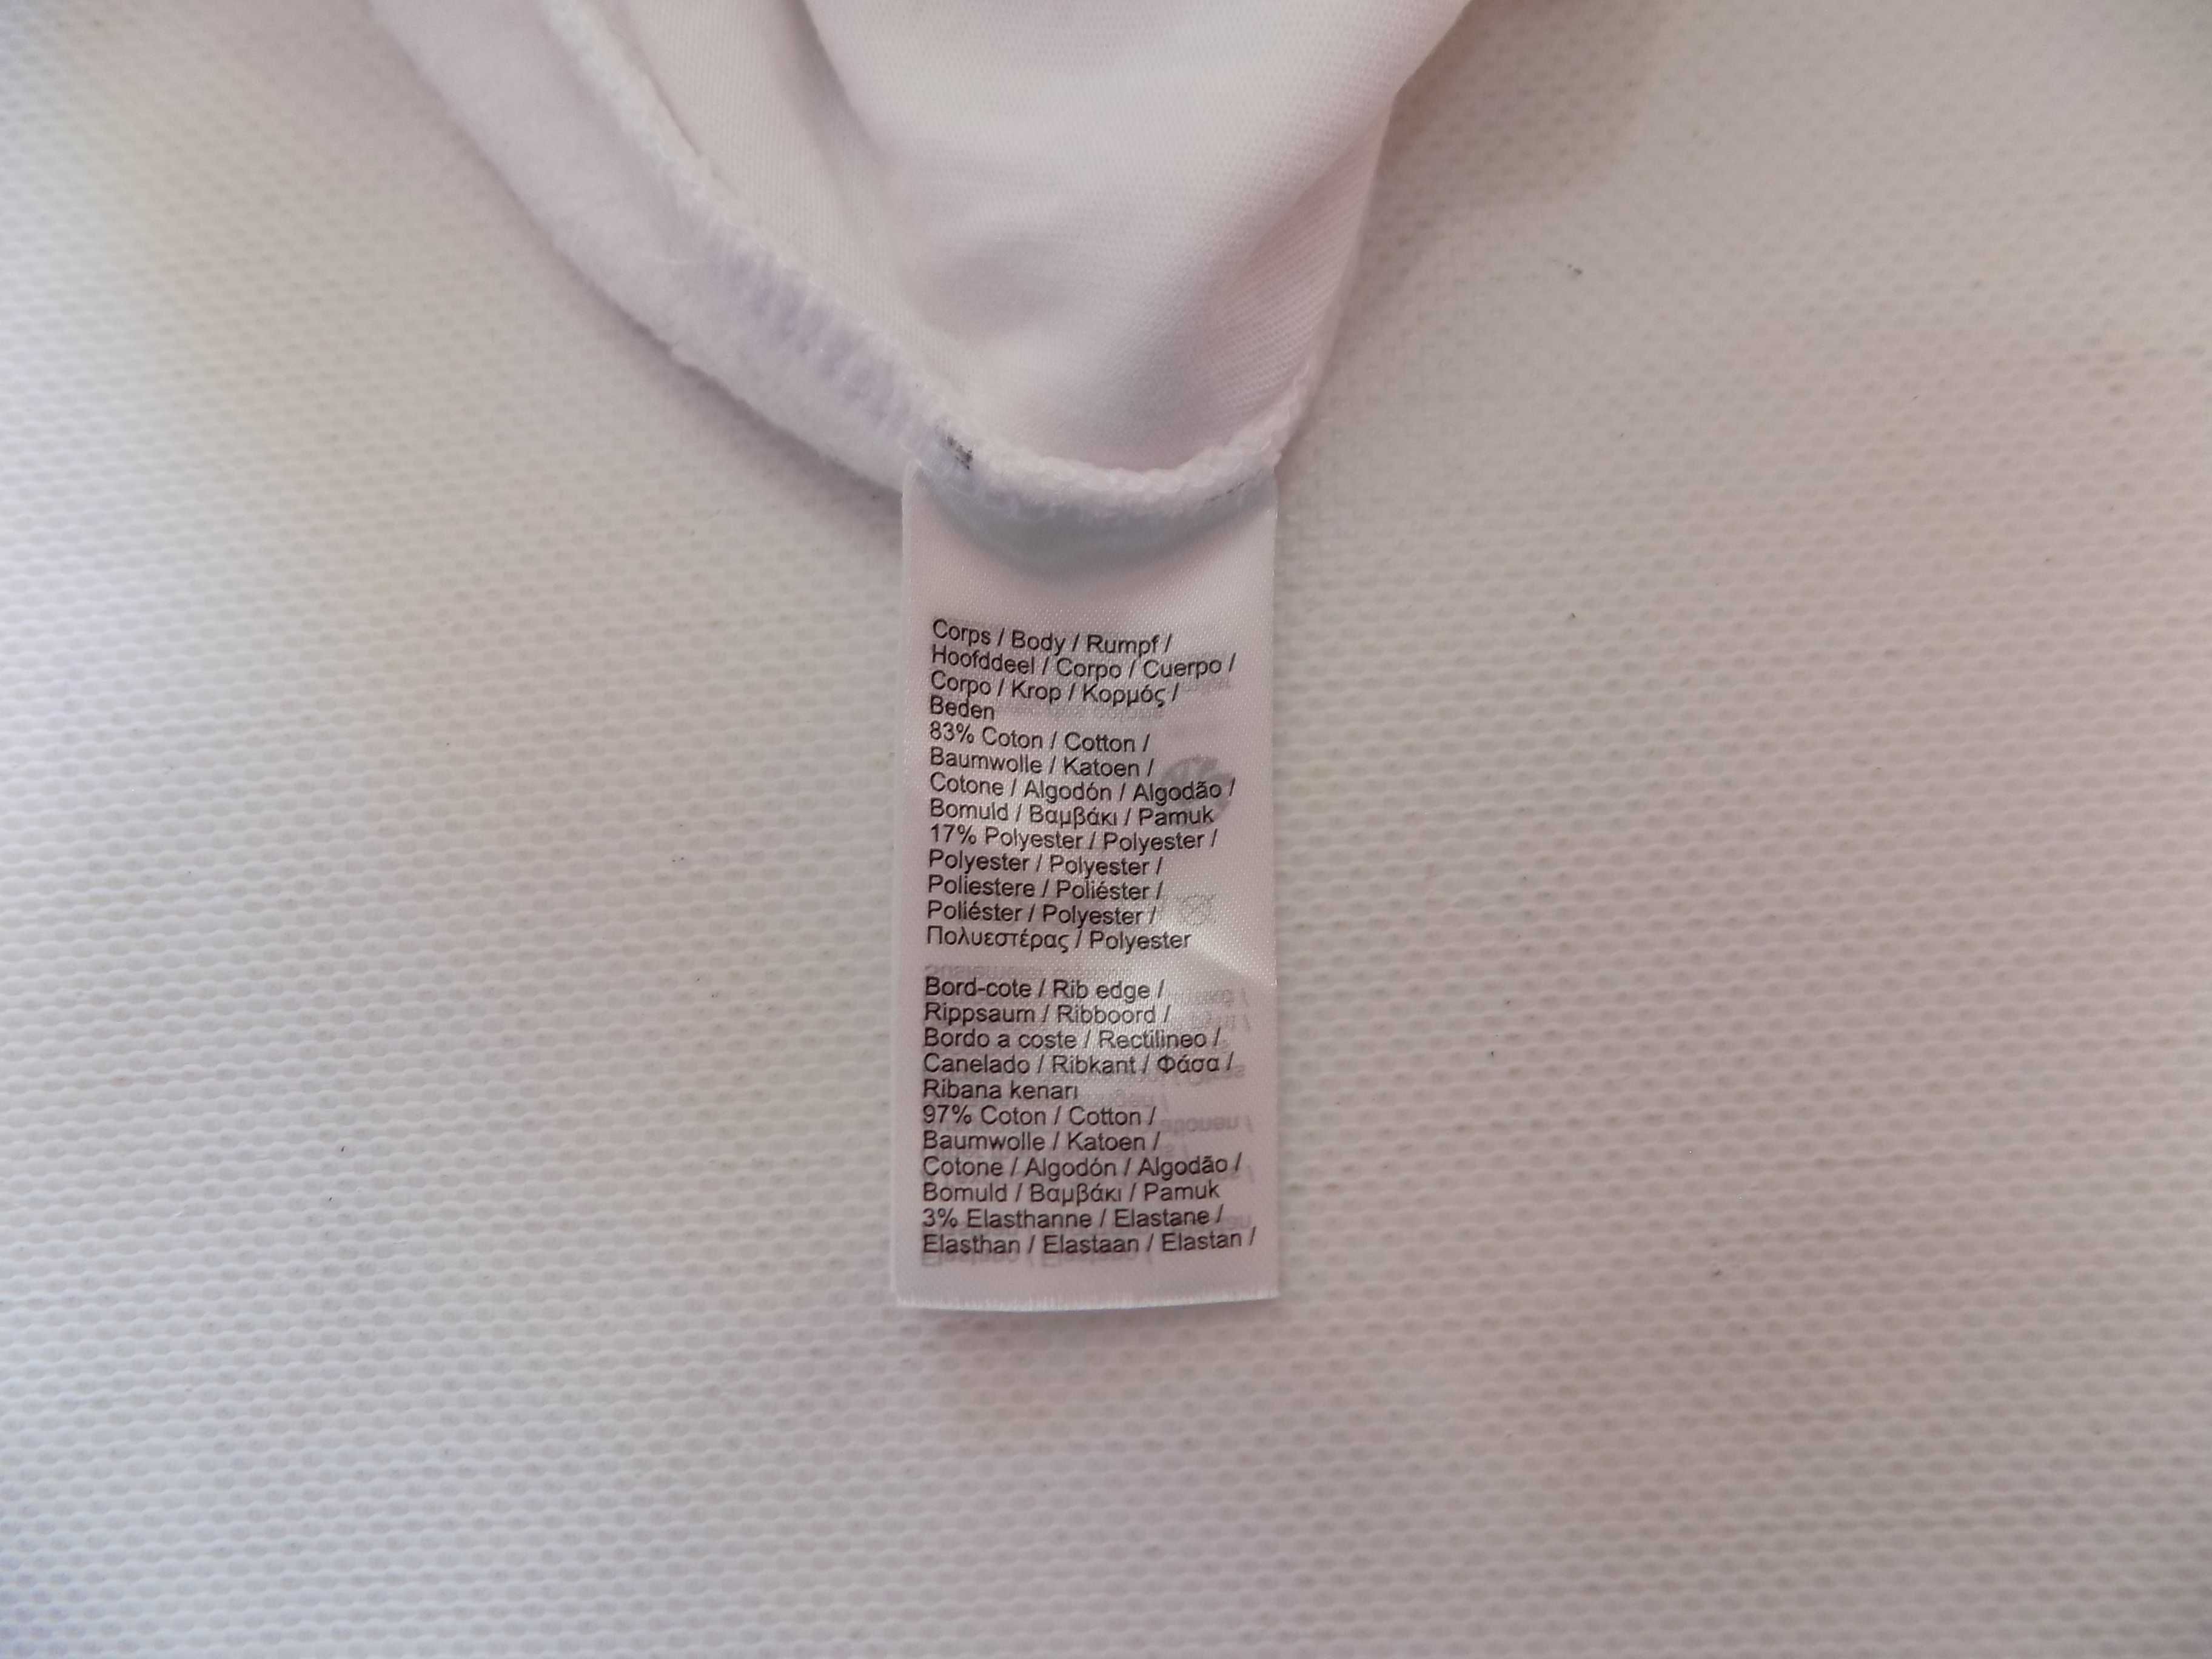 Corps / Body / Rumpf /
Hoofddeel / Corpo / Cuerpo /
Corpo / Krop / Κορμός /
Beden
83% Coton / Cotton /
Baumwolle / Katoen /
Cotone / Algodón / Algodão /
Bomuld / Βαμβάκι / Pamuk
17% Polyester / Polyester /
Polyester / Polyester /
Poliestere / Poliéster /
Poliéster / Polyester /
Πολυεστέρας / Polyester
Bord-cote / Rib edge /
Rippsaum / Ribboord /
Bordo a coste / Rectilineo /
Canelado / Ribkant / Φάσα /
Ribana kenarı
97% Coton / Cotton /
Baumwolle / Katoen /
Cotone / Algodón / Algodão /
Bomuld / Βαμβάκι / Pamuk
3% Elasthanne / Elastane /
Elasthan / Elastaan / Elastan /